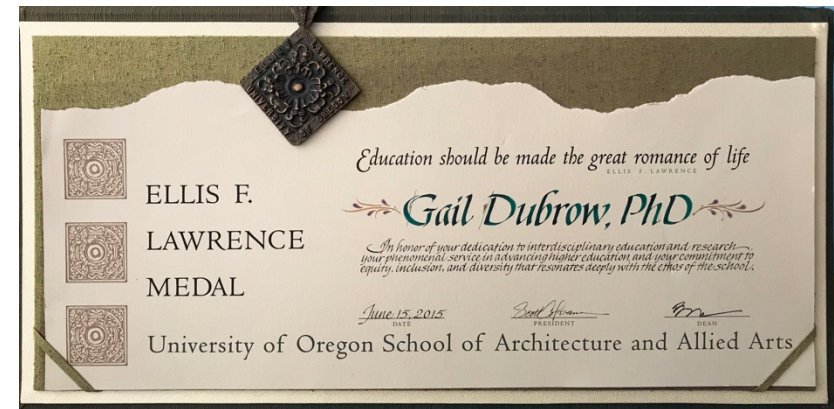 Education should be made the great romance of life
ELLIS F. LAWRENCE
ELLIS F.
LAWRENCE
MEDAL
Gail Dubrow, PhD
In honor of your dedication to interdisciplinary education and research,
your phenomenal service in advancing higher education, and your commitment to
equity, inclusion, and diversity that resonates deeply with the ethos of the school.
June 15, 2015
DATE
PRESIDENT
DEAN
University of Oregon School of Architecture and Allied Arts